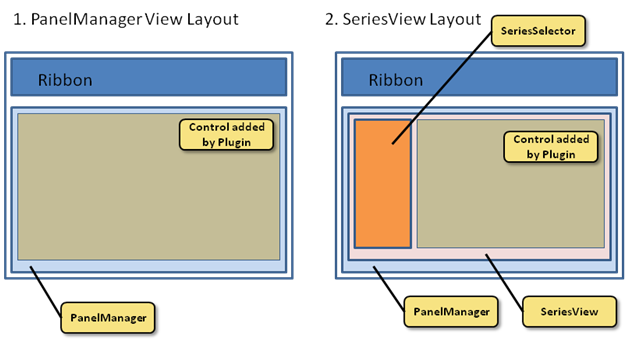 1. PanelManager View Layout
2. SeriesView Layout
SeriesSelector
Ribbon
Ribbon
Control added
by Plugin
Control added
by Plugin
PanelManager
PanelManager
SeriesView